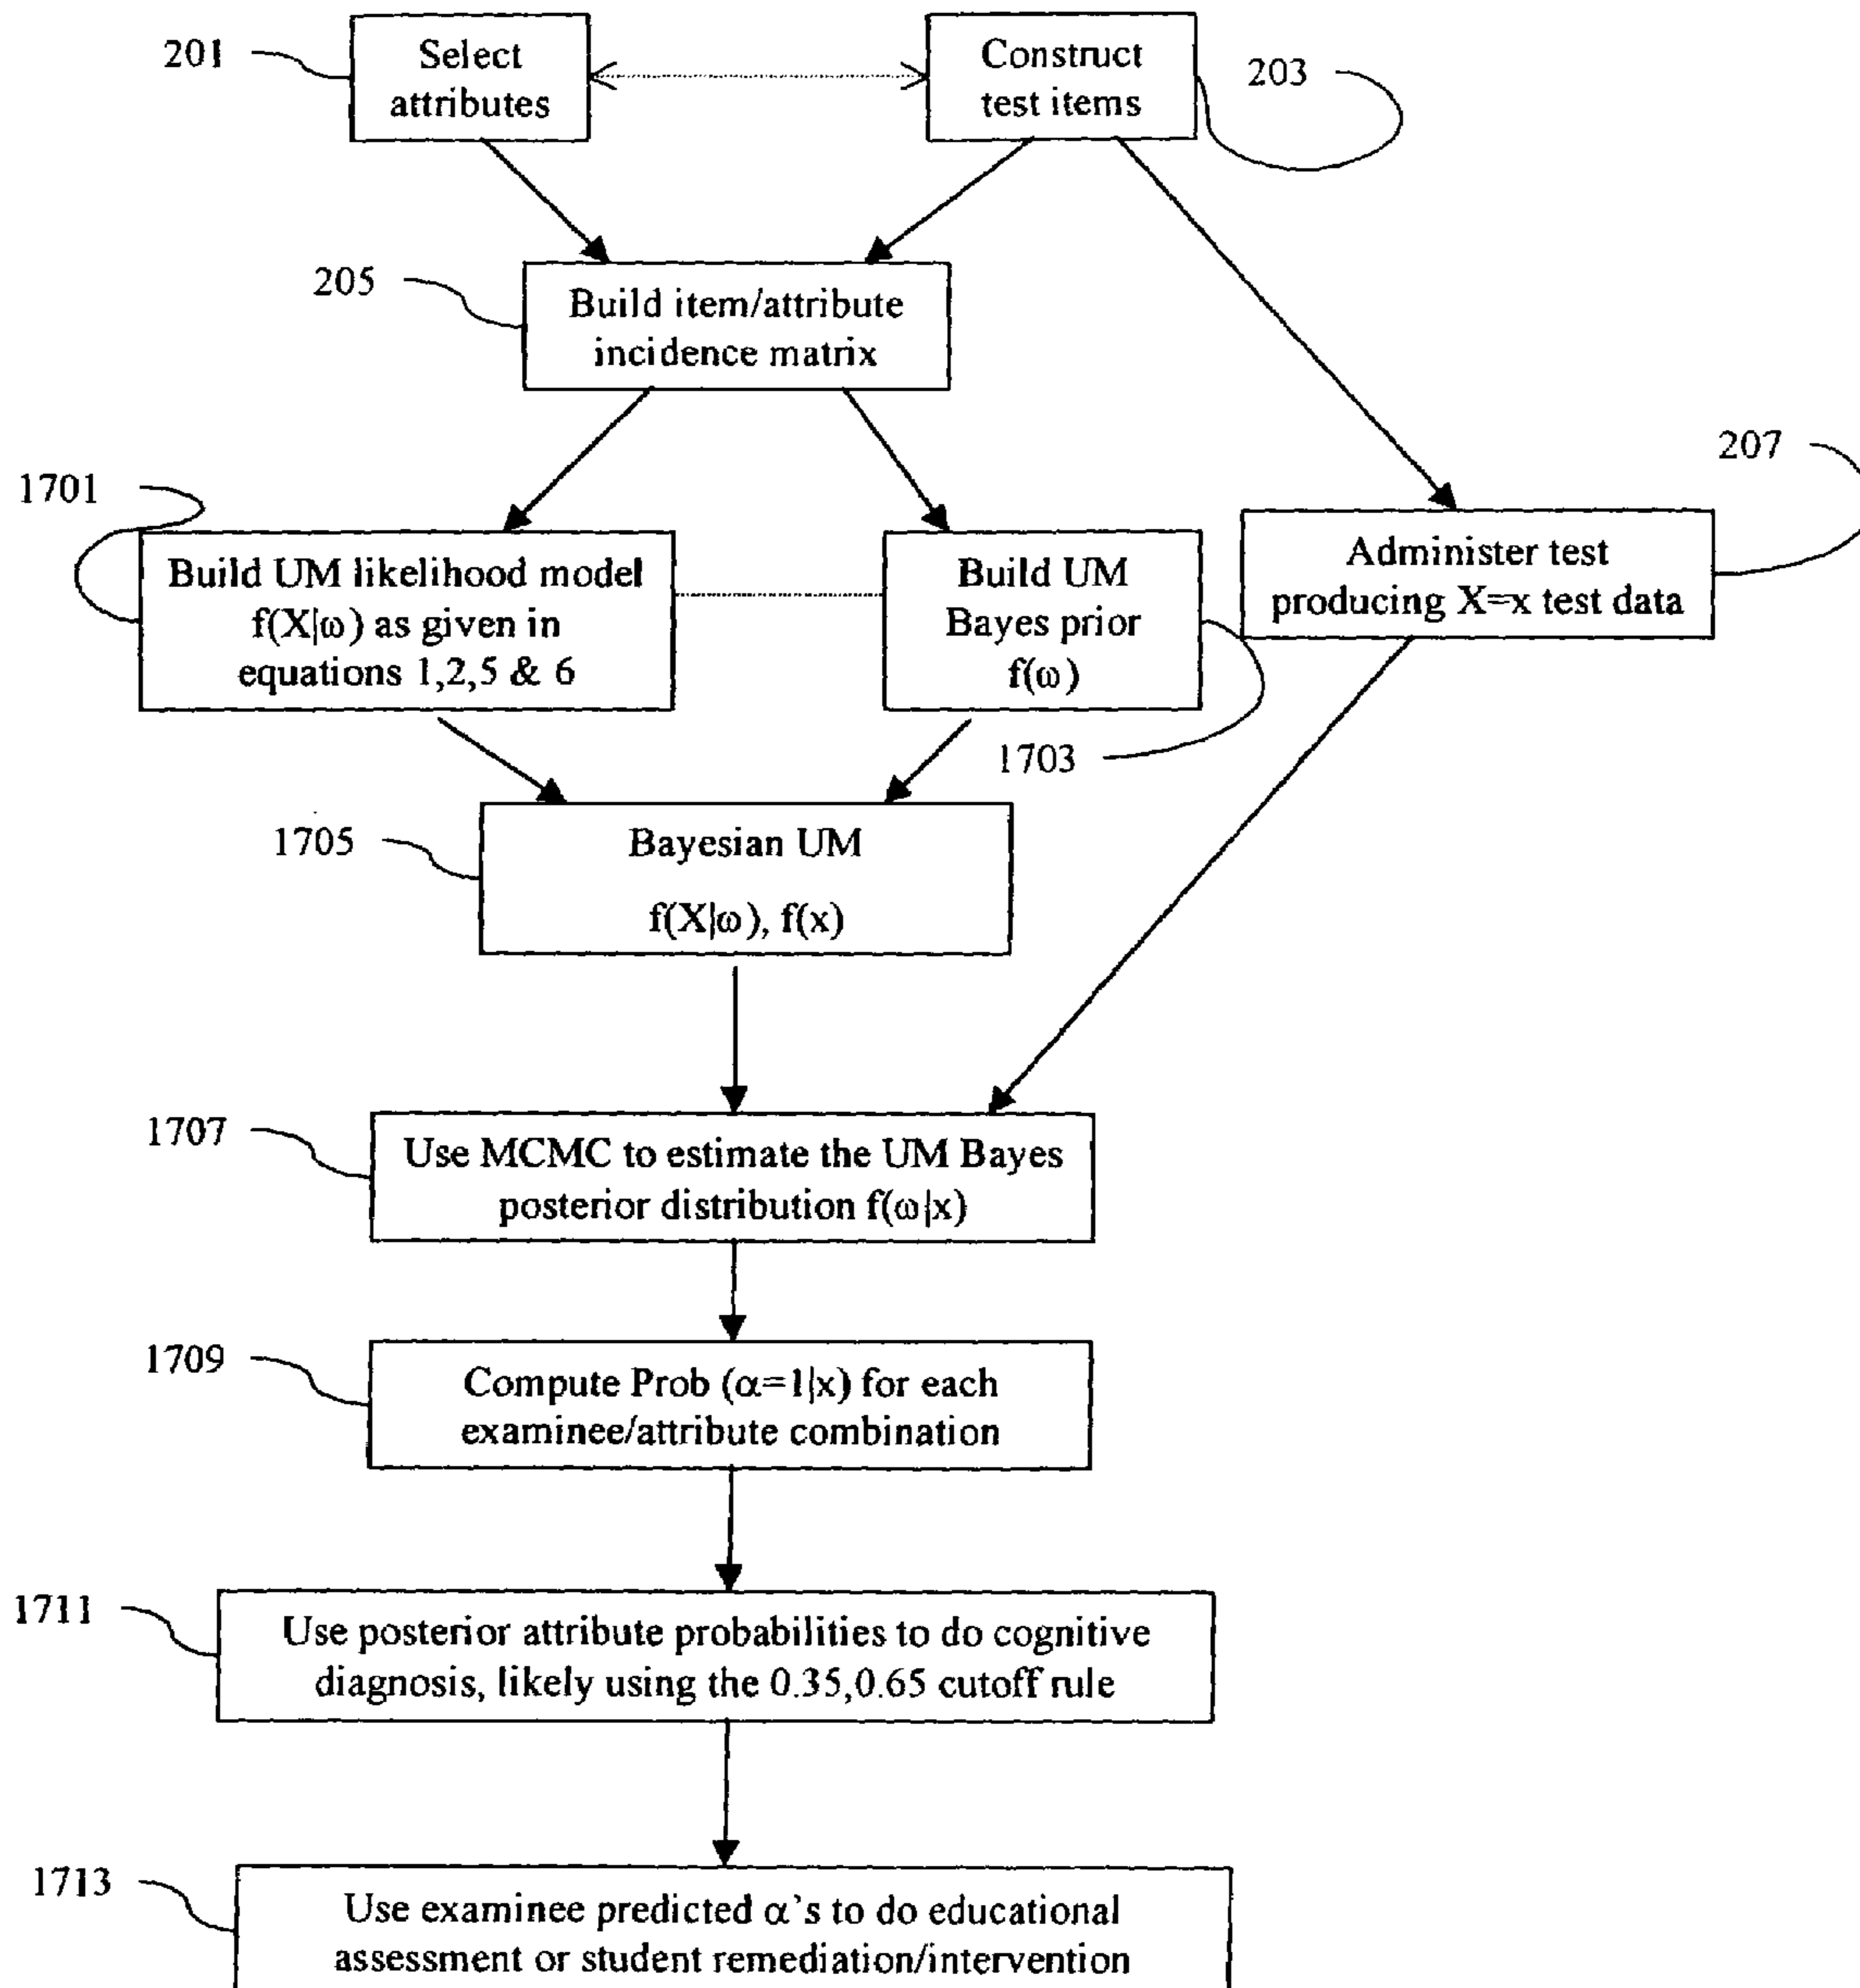 201
Select
attributes
Construct
test items
203
205
Build item/attribute
incidence matrix
207
1701
Build UM likelihood model
f(X|ω) as given in
equations 1,2,5 & 6
Build UM
Bayes prior
f(ω)
Administer test
producing X=x test data
1703
1705
Bayesian UM
f(X|ω), f(x)
1707
Use MCMC to estimate the UM Bayes
posterior distribution f(ω|x)
1709
Compute Prob (α=1|x) for each
examinee/attribute combination
1711
Use posterior attribute probabilities to do cognitive
diagnosis, likely using the 0.35,0.65 cutoff rule
1713
Use examinee predicted α's to do educational
assessment or student remediation/intervention